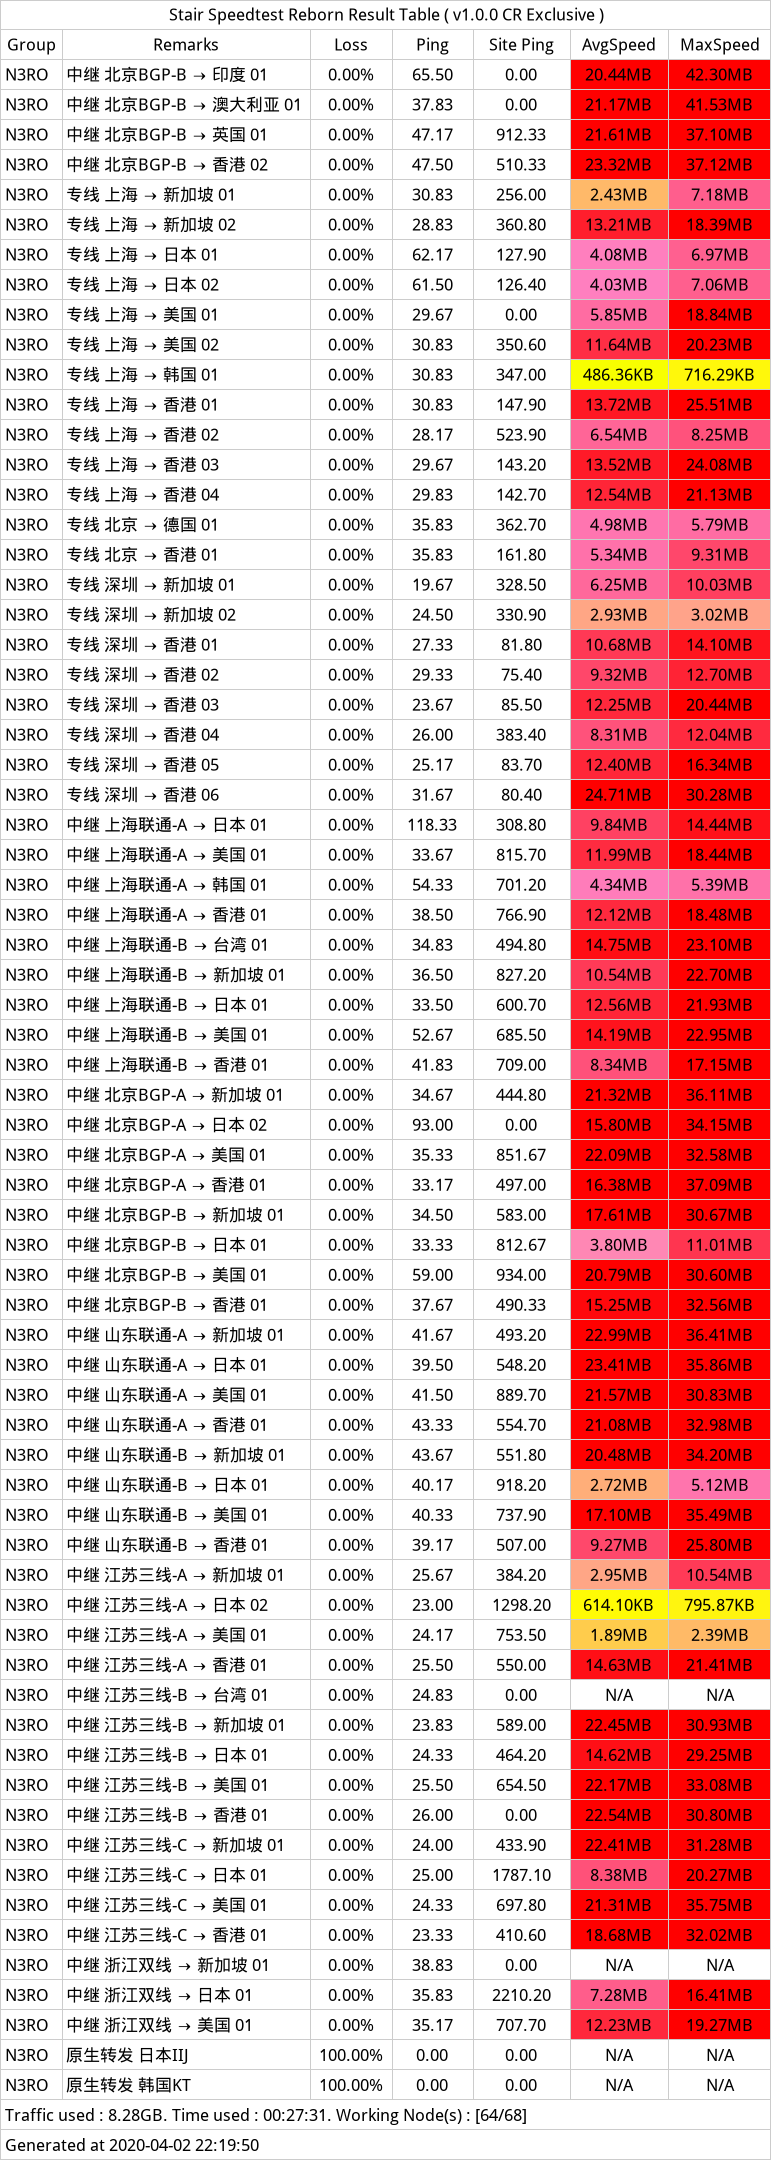 Stair Speedtest Reborn Result Table ( v1.0.0 CR Exclusive )
Group Remarks Loss Ping Site Ping AvgSpeed MaxSpeed
N3RO 中继 北京BGP-B → 印度 01 0.00% 65.50 0.00 20.44MB 42.30MB
N3RO 中继 北京BGP-B → 澳大利亚 01 0.00% 37.83 0.00 21.17MB 41.53MB
N3RO 中继 北京BGP-B → 英国 01 0.00% 47.17 912.33 21.61MB 37.10MB
N3RO 中继 北京BGP-B → 香港 02 0.00% 47.50 510.33 23.32MB 37.12MB
N3RO 专线 上海 → 新加坡 01 0.00% 30.83 256.00 2.43MB 7.18MB
N3RO 专线 上海 → 新加坡 02 0.00% 28.83 360.80 13.21MB 18.39MB
N3RO 专线 上海 → 日本 01 0.00% 62.17 127.90 4.08MB 6.97MB
N3RO 专线 上海 → 日本 02 0.00% 61.50 126.40 4.03MB 7.06MB
N3RO 专线 上海 → 美国 01 0.00% 29.67 0.00 5.85MB 18.84MB
N3RO 专线 上海 → 美国 02 0.00% 30.83 350.60 11.64MB 20.23MB
N3RO 专线 上海 → 韩国 01 0.00% 30.83 347.00 486.36KB 716.29KB
N3RO 专线 上海 → 香港 01 0.00% 30.83 147.90 13.72MB 25.51MB
N3RO 专线 上海 → 香港 02 0.00% 28.17 523.90 6.54MB 8.25MB
N3RO 专线 上海 → 香港 03 0.00% 29.67 143.20 13.52MB 24.08MB
N3RO 专线 上海 → 香港 04 0.00% 29.83 142.70 12.54MB 21.13MB
N3RO 专线 北京 → 德国 01 0.00% 35.83 362.70 4.98MB 5.79MB
N3RO 专线 北京 → 香港 01 0.00% 35.83 161.80 5.34MB 9.31MB
N3RO 专线 深圳 → 新加坡 01 0.00% 19.67 328.50 6.25MB 10.03MB
N3RO 专线 深圳 → 新加坡 02 0.00% 24.50 330.90 2.93MB 3.02MB
N3RO 专线 深圳 → 香港 01 0.00% 27.33 81.80 10.68MB 14.10MB
N3RO 专线 深圳 → 香港 02 0.00% 29.33 75.40 9.32MB 12.70MB
N3RO 专线 深圳 → 香港 03 0.00% 23.67 85.50 12.25MB 20.44MB
N3RO 专线 深圳 → 香港 04 0.00% 26.00 383.40 8.31MB 12.04MB
N3RO 专线 深圳 → 香港 05 0.00% 25.17 83.70 12.40MB 16.34MB
N3RO 专线 深圳 → 香港 06 0.00% 31.67 80.40 24.71MB 30.28MB
N3RO 中继 上海联通-A → 日本 01 0.00% 118.33 308.80 9.84MB 14.44MB
N3RO 中继 上海联通-A → 美国 01 0.00% 33.67 815.70 11.99MB 18.44MB
N3RO 中继 上海联通-A → 韩国 01 0.00% 54.33 701.20 4.34MB 5.39MB
N3RO 中继 上海联通-A → 香港 01 0.00% 38.50 766.90 12.12MB 18.48MB
N3RO 中继 上海联通-B → 台湾 01 0.00% 34.83 494.80 14.75MB 23.10MB
N3RO 中继 上海联通-B → 新加坡 01 0.00% 36.50 827.20 10.54MB 22.70MB
N3RO 中继 上海联通-B → 日本 01 0.00% 33.50 600.70 12.56MB 21.93MB
N3RO 中继 上海联通-B → 美国 01 0.00% 52.67 685.50 14.19MB 22.95MB
N3RO 中继 上海联通-B → 香港 01 0.00% 41.83 709.00 8.34MB 17.15MB
N3RO 中继 北京BGP-A → 新加坡 01 0.00% 34.67 444.80 21.32MB 36.11MB
N3RO 中继 北京BGP-A → 日本 02 0.00% 93.00 0.00 15.80MB 34.15MB
N3RO 中继 北京BGP-A → 美国 01 0.00% 35.33 851.67 22.09MB 32.58MB
N3RO 中继 北京BGP-A → 香港 01 0.00% 33.17 497.00 16.38MB 37.09MB
N3RO 中继 北京BGP-B → 新加坡 01 0.00% 34.50 583.00 17.61MB 30.67MB
N3RO 中继 北京BGP-B → 日本 01 0.00% 33.33 812.67 3.80MB 11.01MB
N3RO 中继 北京BGP-B → 美国 01 0.00% 59.00 934.00 20.79MB 30.60MB
N3RO 中继 北京BGP-B → 香港 01 0.00% 37.67 490.33 15.25MB 32.56MB
N3RO 中继 山东联通-A → 新加坡 01 0.00% 41.67 493.20 22.99MB 36.41MB
N3RO 中继 山东联通-A → 日本 01 0.00% 39.50 548.20 23.41MB 35.86MB
N3RO 中继 山东联通-A → 美国 01 0.00% 41.50 889.70 21.57MB 30.83MB
N3RO 中继 山东联通-A → 香港 01 0.00% 43.33 554.70 21.08MB 32.98MB
N3RO 中继 山东联通-B → 新加坡 01 0.00% 43.67 551.80 20.48MB 34.20MB
N3RO 中继 山东联通-B → 日本 01 0.00% 40.17 918.20 2.72MB 5.12MB
N3RO 中继 山东联通-B → 美国 01 0.00% 40.33 737.90 17.10MB 35.49MB
N3RO 中继 山东联通-B → 香港 01 0.00% 39.17 507.00 9.27MB 25.80MB
N3RO 中继 江苏三线-A → 新加坡 01 0.00% 25.67 384.20 2.95MB 10.54MB
N3RO 中继 江苏三线-A → 日本 02 0.00% 23.00 1298.20 614.10KB 795.87KB
N3RO 中继 江苏三线-A → 美国 01 0.00% 24.17 753.50 1.89MB 2.39MB
N3RO 中继 江苏三线-A → 香港 01 0.00% 25.50 550.00 14.63MB 21.41MB
N3RO 中继 江苏三线-B → 台湾 01 0.00% 24.83 0.00 N/A N/A
N3RO 中继 江苏三线-B → 新加坡 01 0.00% 23.83 589.00 22.45MB 30.93MB
N3RO 中继 江苏三线-B → 日本 01 0.00% 24.33 464.20 14.62MB 29.25MB
N3RO 中继 江苏三线-B → 美国 01 0.00% 25.50 654.50 22.17MB 33.08MB
N3RO 中继 江苏三线-B → 香港 01 0.00% 26.00 0.00 22.54MB 30.80MB
N3RO 中继 江苏三线-C → 新加坡 01 0.00% 24.00 433.90 22.41MB 31.28MB
N3RO 中继 江苏三线-C → 日本 01 0.00% 25.00 1787.10 8.38MB 20.27MB
N3RO 中继 江苏三线-C → 美国 01 0.00% 24.33 697.80 21.31MB 35.75MB
N3RO 中继 江苏三线-C → 香港 01 0.00% 23.33 410.60 18.68MB 32.02MB
N3RO 中继 浙江双线 → 新加坡 01 0.00% 38.83 0.00 N/A N/A
N3RO 中继 浙江双线 → 日本 01 0.00% 35.83 2210.20 7.28MB 16.41MB
N3RO 中继 浙江双线 → 美国 01 0.00% 35.17 707.70 12.23MB 19.27MB
N3RO 原生转发 日本IIJ 100.00% 0.00 0.00 N/A N/A
N3RO 原生转发 韩国KT 100.00% 0.00 0.00 N/A N/A
Traffic used : 8.28GB. Time used : 00:27:31. Working Node(s) : [64/68]
Generated at 2020-04-02 22:19:50